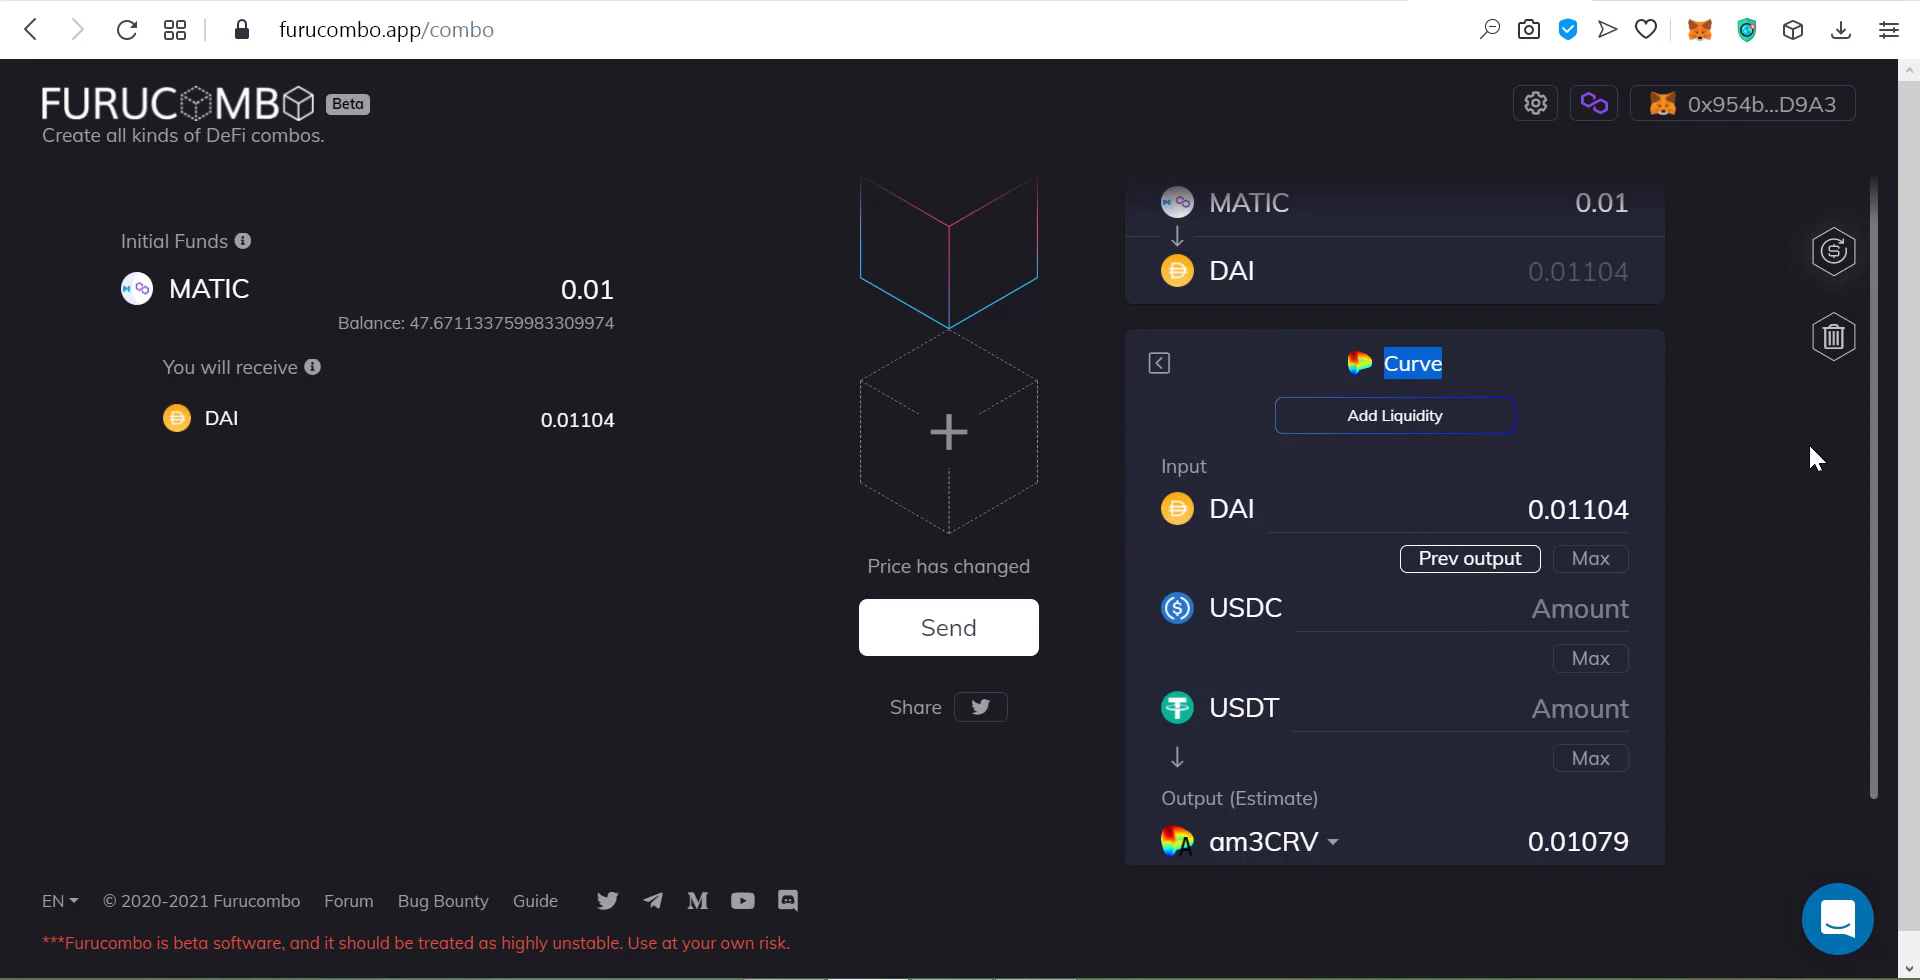 furucombo.app/combo
FURUCOMBO Beta
Create all kinds of DeFi combos.
0x954b...D9A3
Initial Funds
MATIC 0.01
Balance: 47.671133759983309974
You will receive
DAI 0.01104
Price has changed
Send
Share
MATIC 0.01
DAI 0.01104
Curve
Add Liquidity
Input
DAI 0.01104
Prev output Max
USDC Amount
Max
USDT Amount
Max
Output (Estimate)
am3CRV 0.01079
EN © 2020-2021 Furucombo Forum Bug Bounty Guide
***Furucombo is beta software, and it should be treated as highly unstable. Use at your own risk.